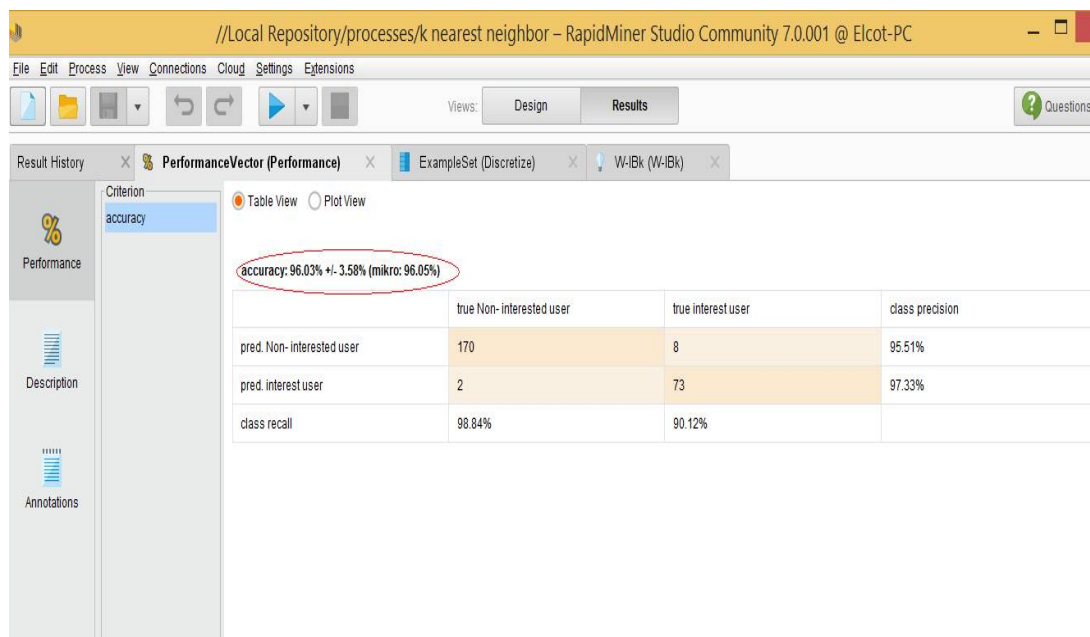 //Local Repository/processes/k nearest neighbor – RapidMiner Studio Community 7.0.001 @ Elcot-PC
File Edit Process View Connections Cloud Settings Extensions
Views: Design Results Questions
Result History PerformanceVector (Performance) ExampleSet (Discretize) W-IBk (W-IBk)
Criterion
accuracy
Table View Plot View
%
Performance
accuracy: 96.03% +/- 3.58% (mikro: 96.05%)
true Non- interested user true interest user class precision
pred. Non- interested user 170 8 95.51%
pred. interest user 2 73 97.33%
class recall 98.84% 90.12%
Description
Annotations